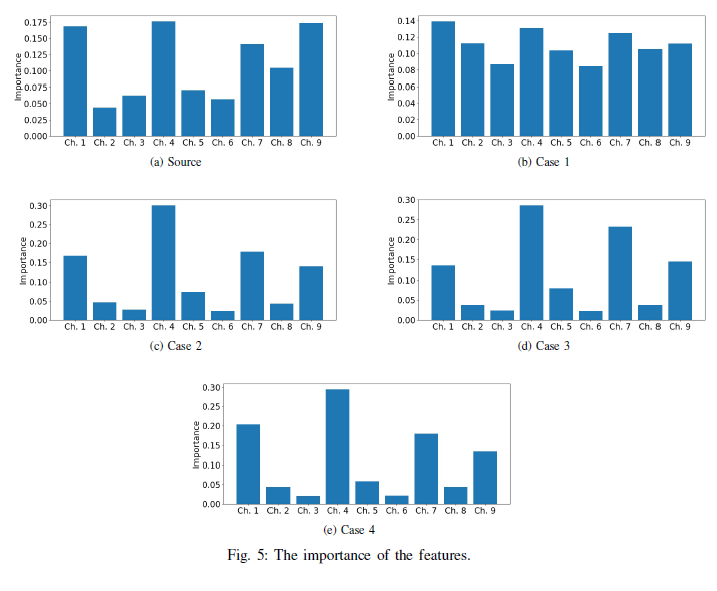 0.175
0.150
0.125
0.100
0.075
0.050
0.025
0.000
Importance
Ch. 1 Ch. 2 Ch. 3 Ch. 4 Ch. 5 Ch. 6 Ch. 7 Ch. 8 Ch. 9
(a) Source
0.14
0.12
0.10
0.08
0.06
0.04
0.02
0.00
Importance
Ch. 1 Ch. 2 Ch. 3 Ch. 4 Ch. 5 Ch. 6 Ch. 7 Ch. 8 Ch. 9
(b) Case 1
0.30
0.25
0.20
0.15
0.10
0.05
0.00
Importance
Ch. 1 Ch. 2 Ch. 3 Ch. 4 Ch. 5 Ch. 6 Ch. 7 Ch. 8 Ch. 9
(c) Case 2
0.30
0.25
0.20
0.15
0.10
0.05
0.00
Importance
Ch. 1 Ch. 2 Ch. 3 Ch. 4 Ch. 5 Ch. 6 Ch. 7 Ch. 8 Ch. 9
(d) Case 3
0.30
0.25
0.20
0.15
0.10
0.05
0.00
Importance
Ch. 1 Ch. 2 Ch. 3 Ch. 4 Ch. 5 Ch. 6 Ch. 7 Ch. 8 Ch. 9
(e) Case 4
Fig. 5: The importance of the features.